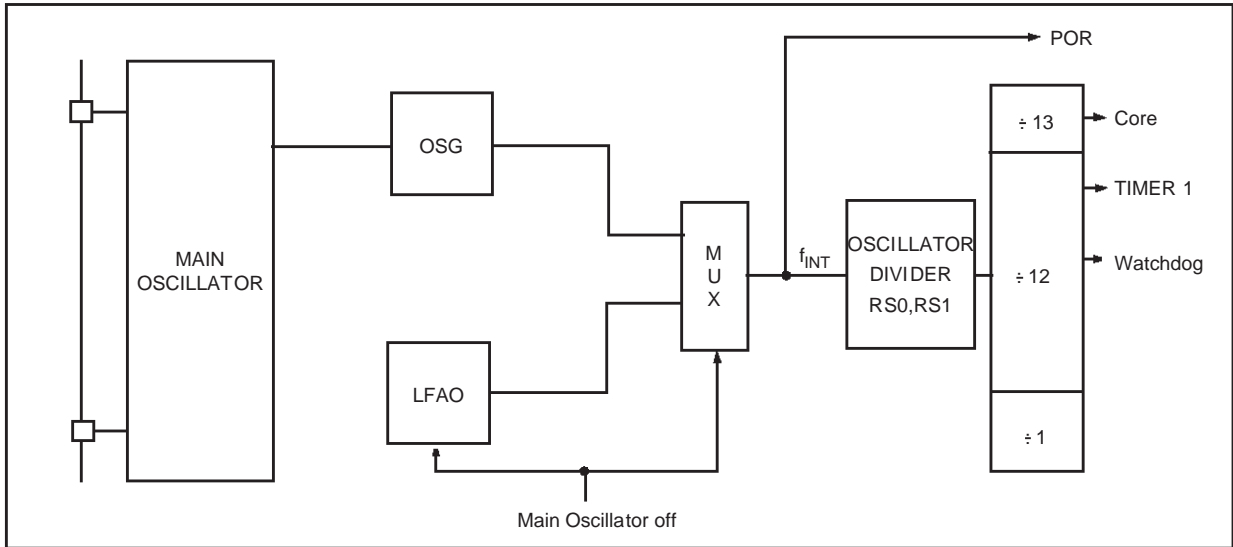 POR
÷ 13
Core
OSG
TIMER 1
MAIN
OSCILLATOR
M
U
X
fINT
OSCILLATOR
DIVIDER
RS0,RS1
÷ 12
Watchdog
LFAO
÷ 1
Main Oscillator off